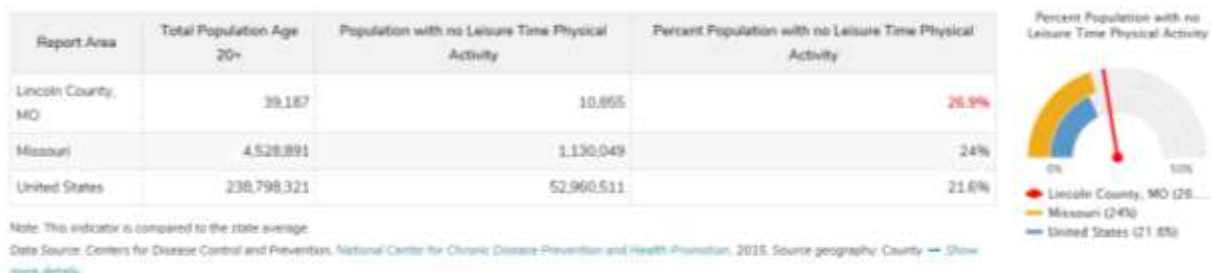 Report Area
Total Population Age
20+
Population with no Leisure Time Physical
Activity
Percent Population with no Leisure Time Physical
Activity
Lincoln County,
MO
39,187
10,855
26.9%
Missouri
4,528,891
1,130,049
24%
United States
238,798,321
52,960,511
21.6%
Note: This indicator is compared to the state average.
Data Source: Centers for Disease Control and Prevention, National Center for Chronic Disease Prevention and Health Promotion. 2015. Source geography: County → Show
more details
Percent Population with no
Leisure Time Physical Activity
0%
50%
Lincoln County, MO (26....
Missouri (24%)
United States (21.6%)